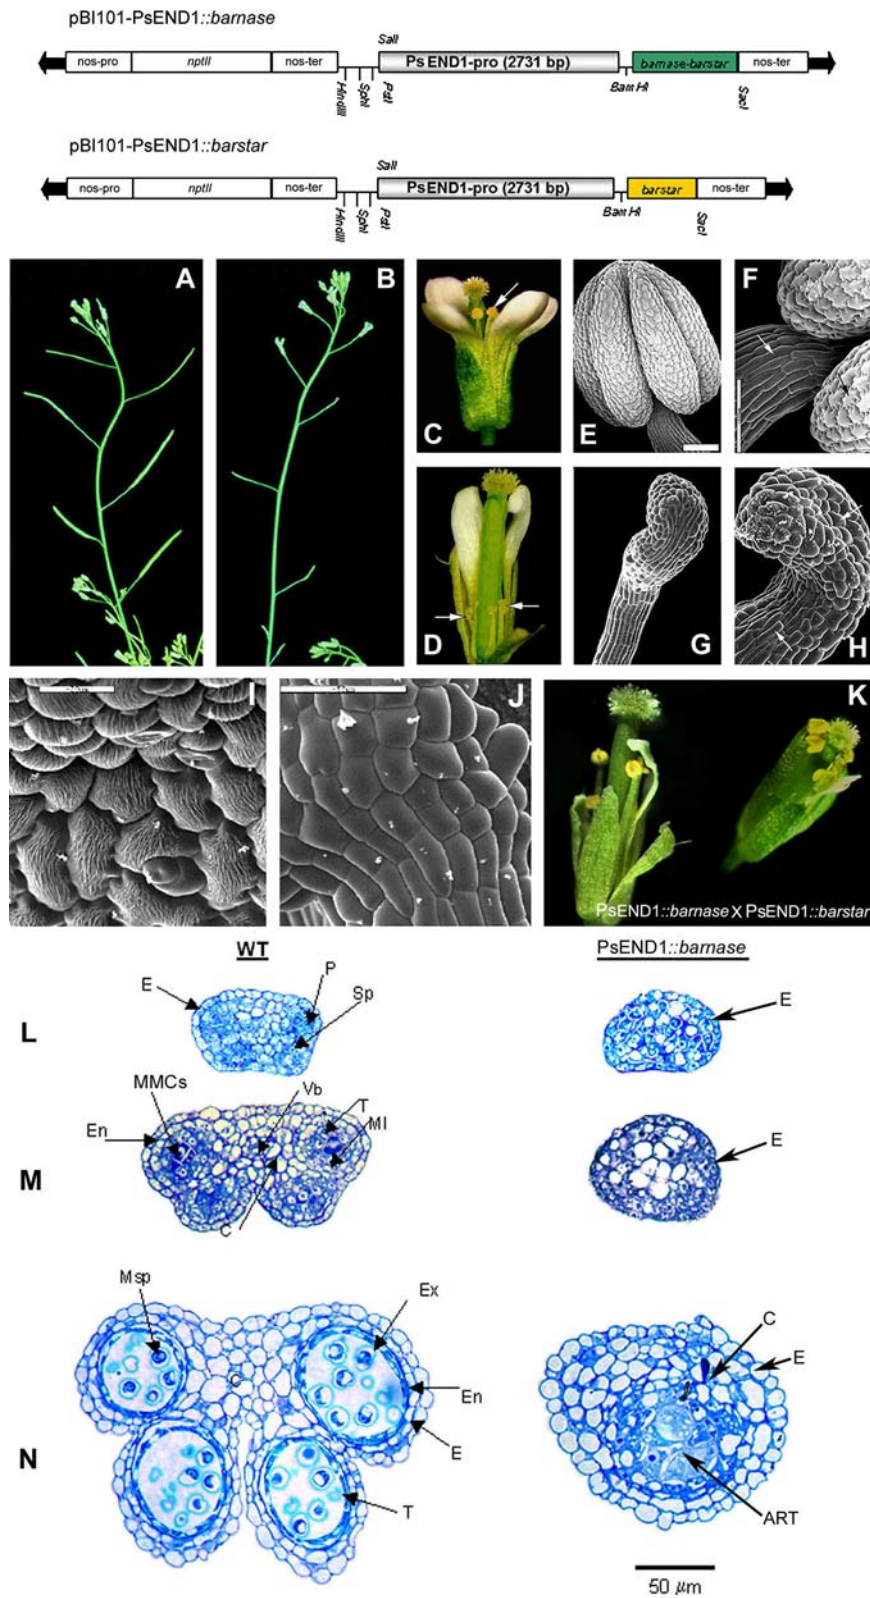 pBI101-PsEND1::barnase
SalI
nos-pro nptII nos-ter PsEND1-pro (2731 bp) barnase-barstar nos-ter
HindIII SphI PstI BamHI SacI
pBI101-PsEND1::barstar
SalI
nos-pro nptII nos-ter PsEND1-pro (2731 bp) barstar nos-ter
HindIII SphI PstI BamHI SacI
A B C E F
D G H
I J K
PsEND1::barnase X PsEND1::barstar
WT PsEND1::barnase
E P
Sp E
L
MMCs Vb T
En MI E
M
C
Msp Ex C
C E
En
N E
T ART
50 µm